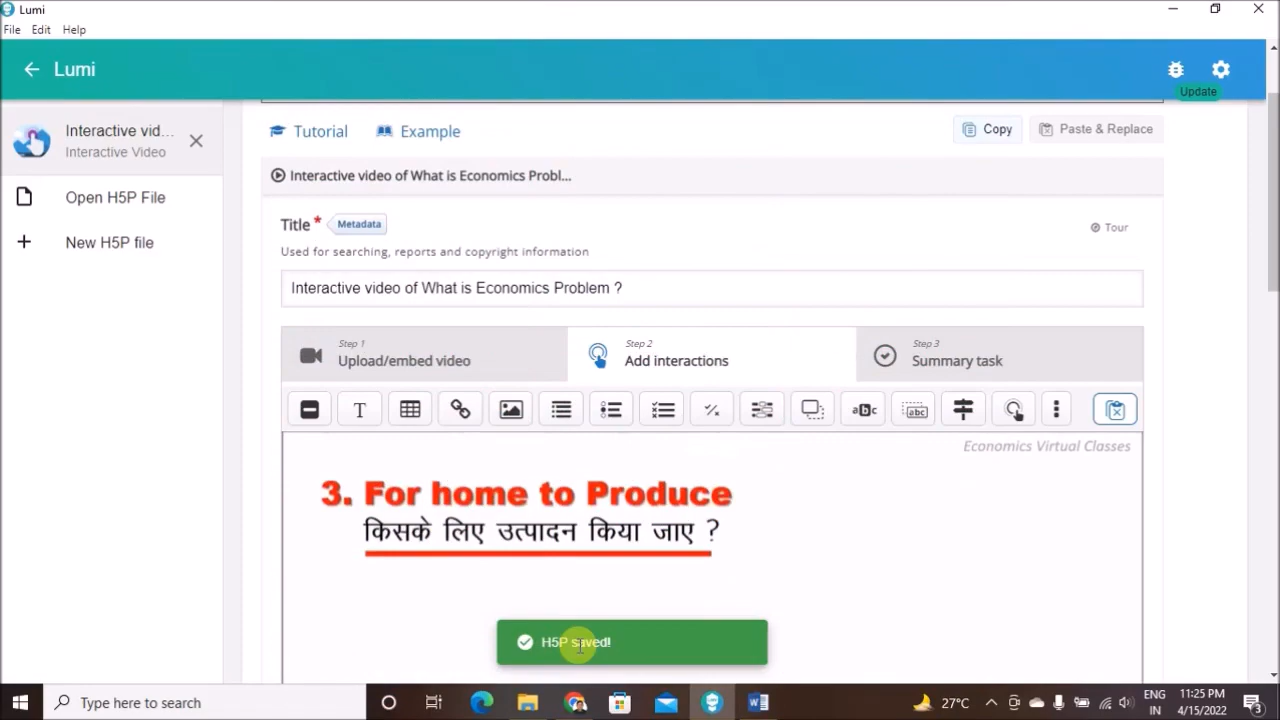 Lumi
File Edit Help
Lumi
Update
Interactive vid...
Interactive Video
Open H5P File
New H5P file
Tutorial Example
Copy Paste & Replace
Interactive video of What is Economics Probl...
Title * Metadata
Tour
Used for searching, reports and copyright information
Interactive video of What is Economics Problem ?
Step 1
Upload/embed video
Step 2
Add interactions
Step 3
Summary task
T
abc
abc
Economics Virtual Classes
3. For home to Produce
किसके लिए उत्पादन किया जाए ?
H5P saved!
Type here to search
W
27°C
ENG
IN
11:25 PM
4/15/2022
3